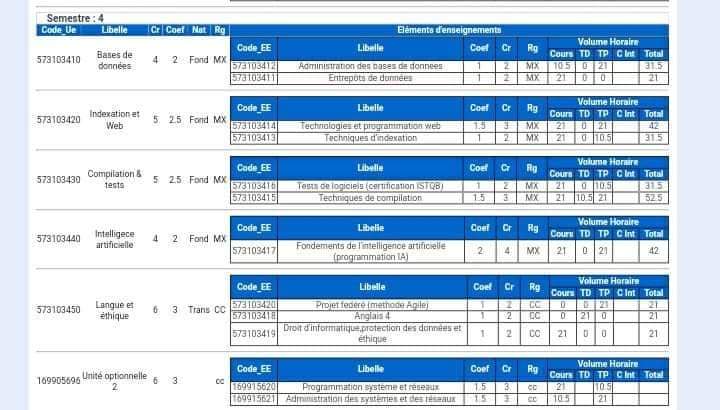 Semestre : 4
Code_Ue Libelle Cr Coef Nat Rg Eléments d'enseignements
573103410 Bases de données 4 2 Fond MX
Code_EE Libelle Coef Cr Rg Volume Horaire
Cours TD TP C Int Total
573103412 Administration des bases de données 1 2 MX 10.5 0 21 31.5
573103411 Entrepôts de données 1 2 MX 21 0 0 21
573103420 Indexation et Web 5 2.5 Fond MX
Code_EE Libelle Coef Cr Rg Volume Horaire
Cours TD TP C Int Total
573103414 Technologies et programmation web 1.5 3 MX 21 0 21 42
573103413 Techniques d'indexation 1 2 MX 21 0 10.5 31.5
573103430 Compilation & tests 5 2.5 Fond MX
Code_EE Libelle Coef Cr Rg Volume Horaire
Cours TD TP C Int Total
573103416 Tests de logiciels (certification ISTQB) 1 2 MX 21 0 10.5 31.5
573103415 Techniques de compilation 1.5 3 MX 21 10.5 21 52.5
573103440 Intelligece artificielle 4 2 Fond MX
Code_EE Libelle Coef Cr Rg Volume Horaire
Cours TD TP C Int Total
573103417 Fondements de l'intelligence artificielle (programmation IA) 2 4 MX 21 0 21 42
573103450 Langue et éthique 6 3 Trans CC
Code_EE Libelle Coef Cr Rg Volume Horaire
Cours TD TP C Int Total
573103420 Projet fédéré (méthode Agile) 1 2 CC 0 0 21 21
573103418 Anglais 4 1 2 CC 0 21 0 21
573103419 Droit d'informatique,protection des données et éthique 1 2 CC 21 0 0 21
169905696 Unité optionnelle 2 6 3 cc
Code_EE Libelle Coef Cr Rg Volume Horaire
Cours TD TP C Int Total
169915620 Programmation système et réseaux 1.5 3 cc 21 10.5
169915621 Administration des systèmes et des réseaux 1.5 3 cc 10.5 21